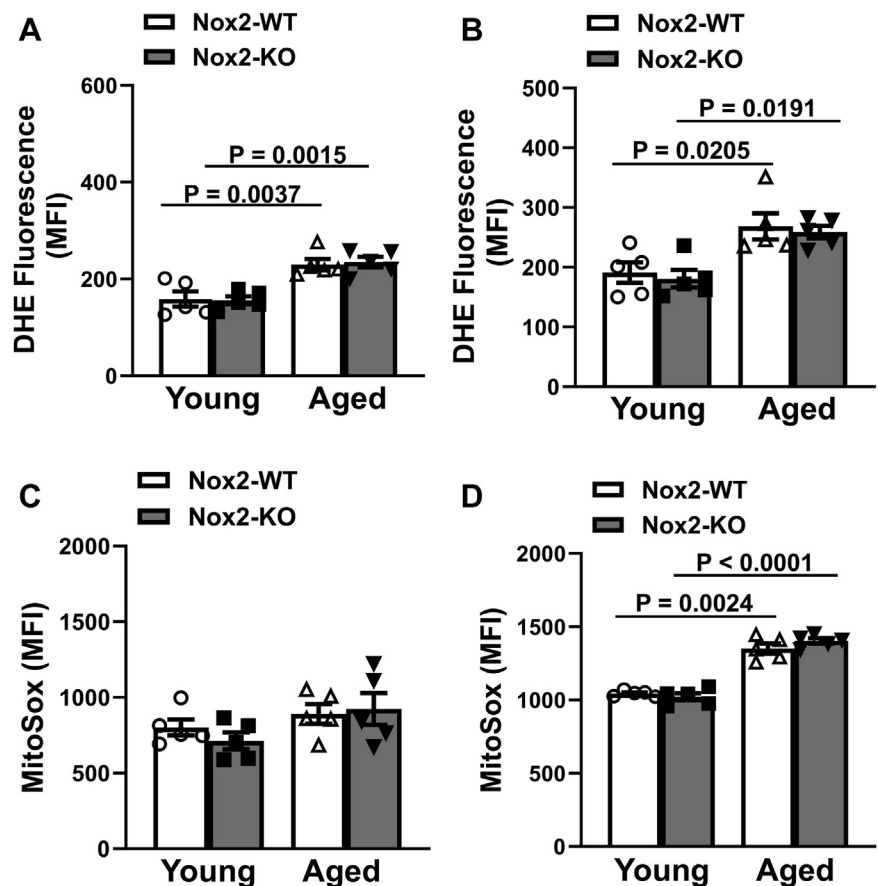 A
Nox2-WT
Nox2-KO
DHE Fluorescence
(MFI)
600
400
200
0
P = 0.0015
P = 0.0037
Young
Aged
B
Nox2-WT
Nox2-KO
DHE Fluorescence
(MFI)
500
400
300
200
100
0
P = 0.0191
P = 0.0205
Young
Aged
C
Nox2-WT
Nox2-KO
MitoSox (MFI)
2000
1500
1000
500
0
Young
Aged
D
Nox2-WT
Nox2-KO
MitoSox (MFI)
2000
1500
1000
500
0
P < 0.0001
P = 0.0024
Young
Aged